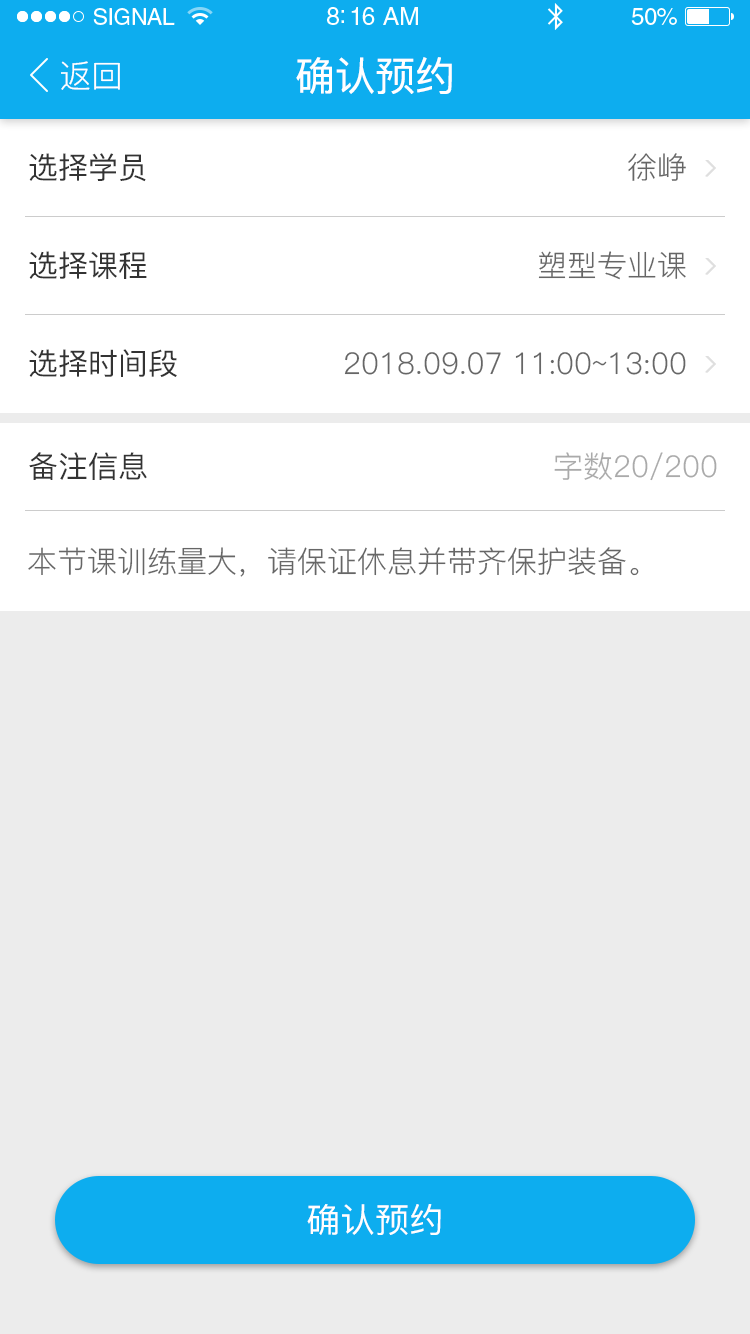 SIGNAL 8:16 AM 50%
返回 确认预约
选择学员 徐峥
选择课程 塑型专业课
选择时间段 2018.09.07 11:00~13:00
备注信息 字数20/200
本节课训练量大，请保证休息并带齐保护装备。
确认预约